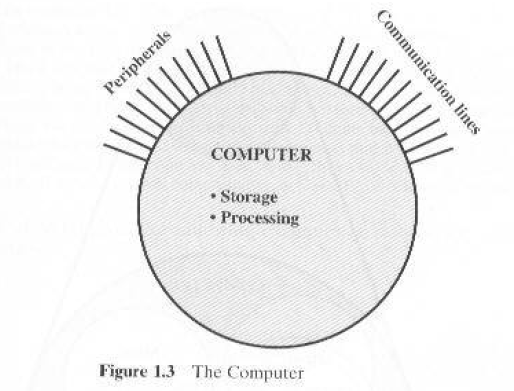 Peripherals
Communication lines
COMPUTER
• Storage
• Processing
Figure 1.3 The Computer